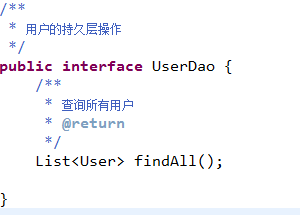 /**
 * 用户的持久层操作
 */
public interface UserDao {
    /**
     * 查询所有用户
     * @return
     */
    List<User> findAll();
}